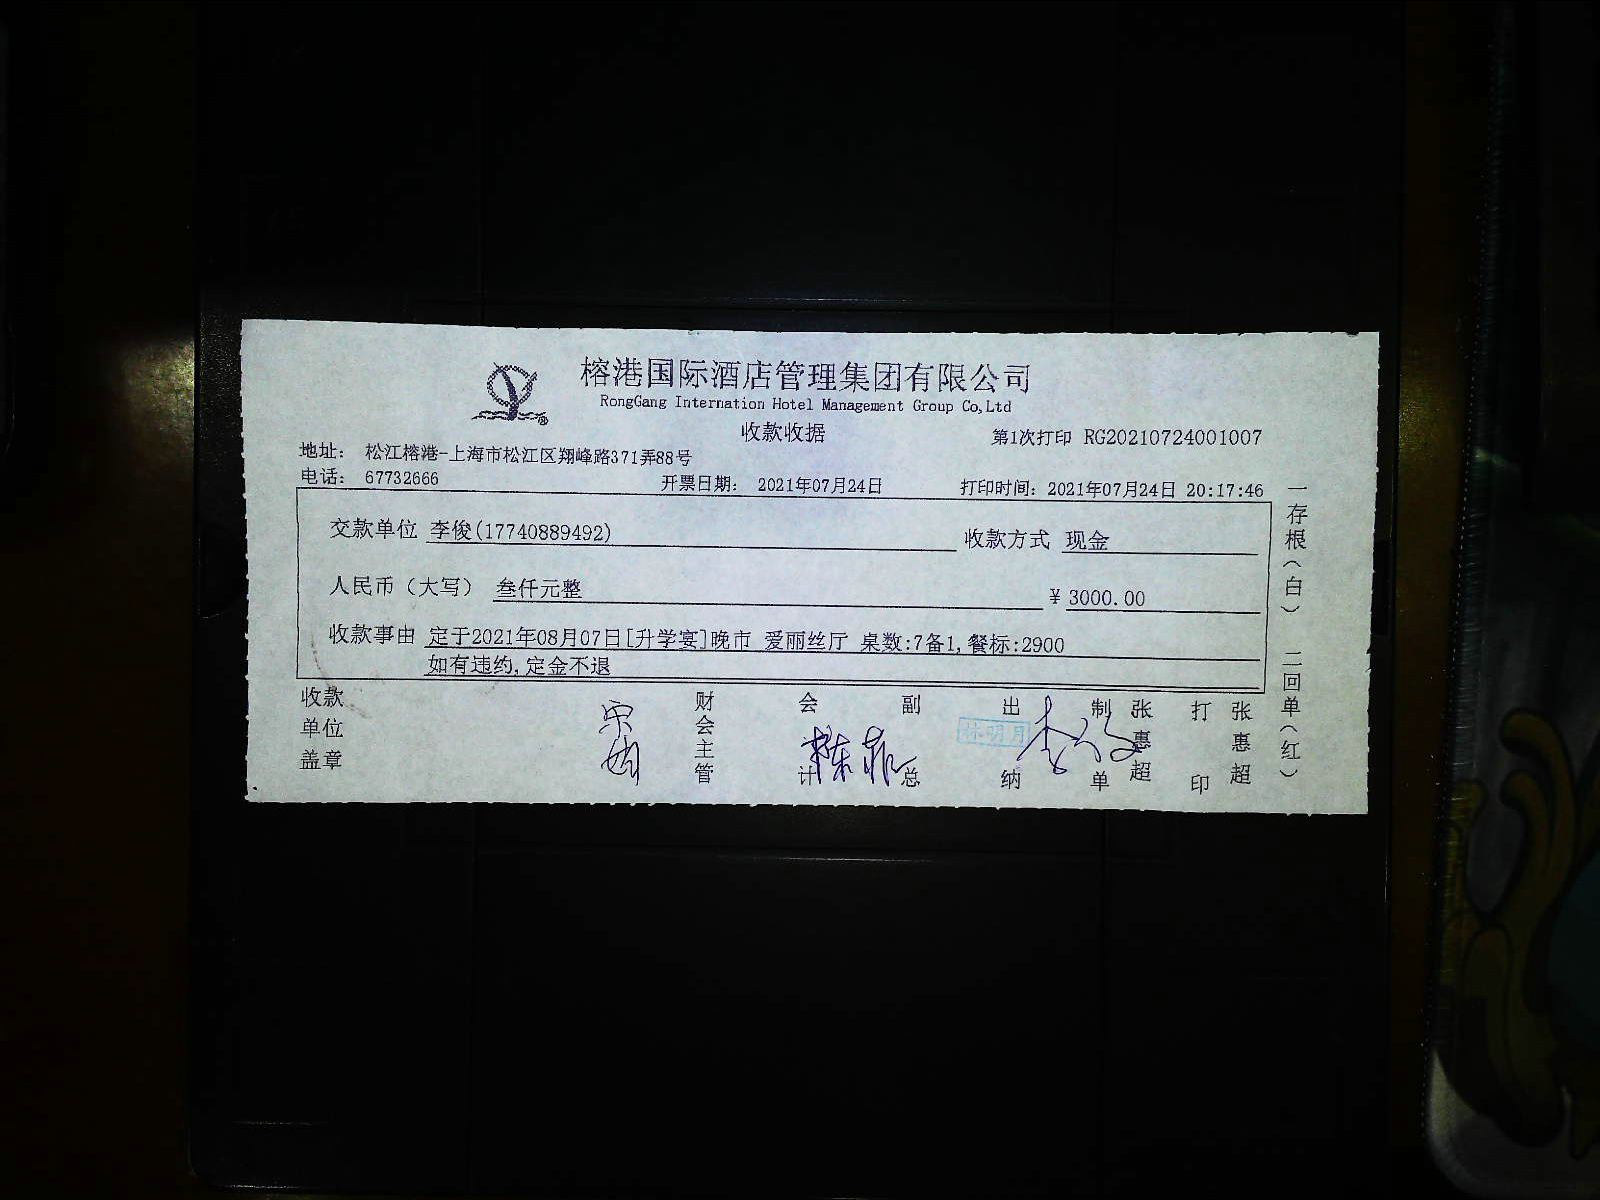 榕港国际酒店管理集团有限公司
RongGang Internation Hotel Management Group Co,Ltd
收款收据
第1次打印 RG20210724001007
地址： 松江榕港-上海市松江区翔峰路371弄88号
电话： 67732666
开票日期： 2021年07月24日
打印时间：2021年07月24日 20:17:46
交款单位 李俊(17740889492)
收款方式 现金
人民币（大写） 叁仟元整
¥ 3000.00
收款事由 定于2021年08月07日[升学宴]晚市 爱丽丝厅 桌数:7备1,餐标:2900
如有违约,定金不退
收款单位盖章
财会主管
会计
副总
出纳
林明月
制单
张惠超
打印
张惠超
一存根（白） 二回单（红）